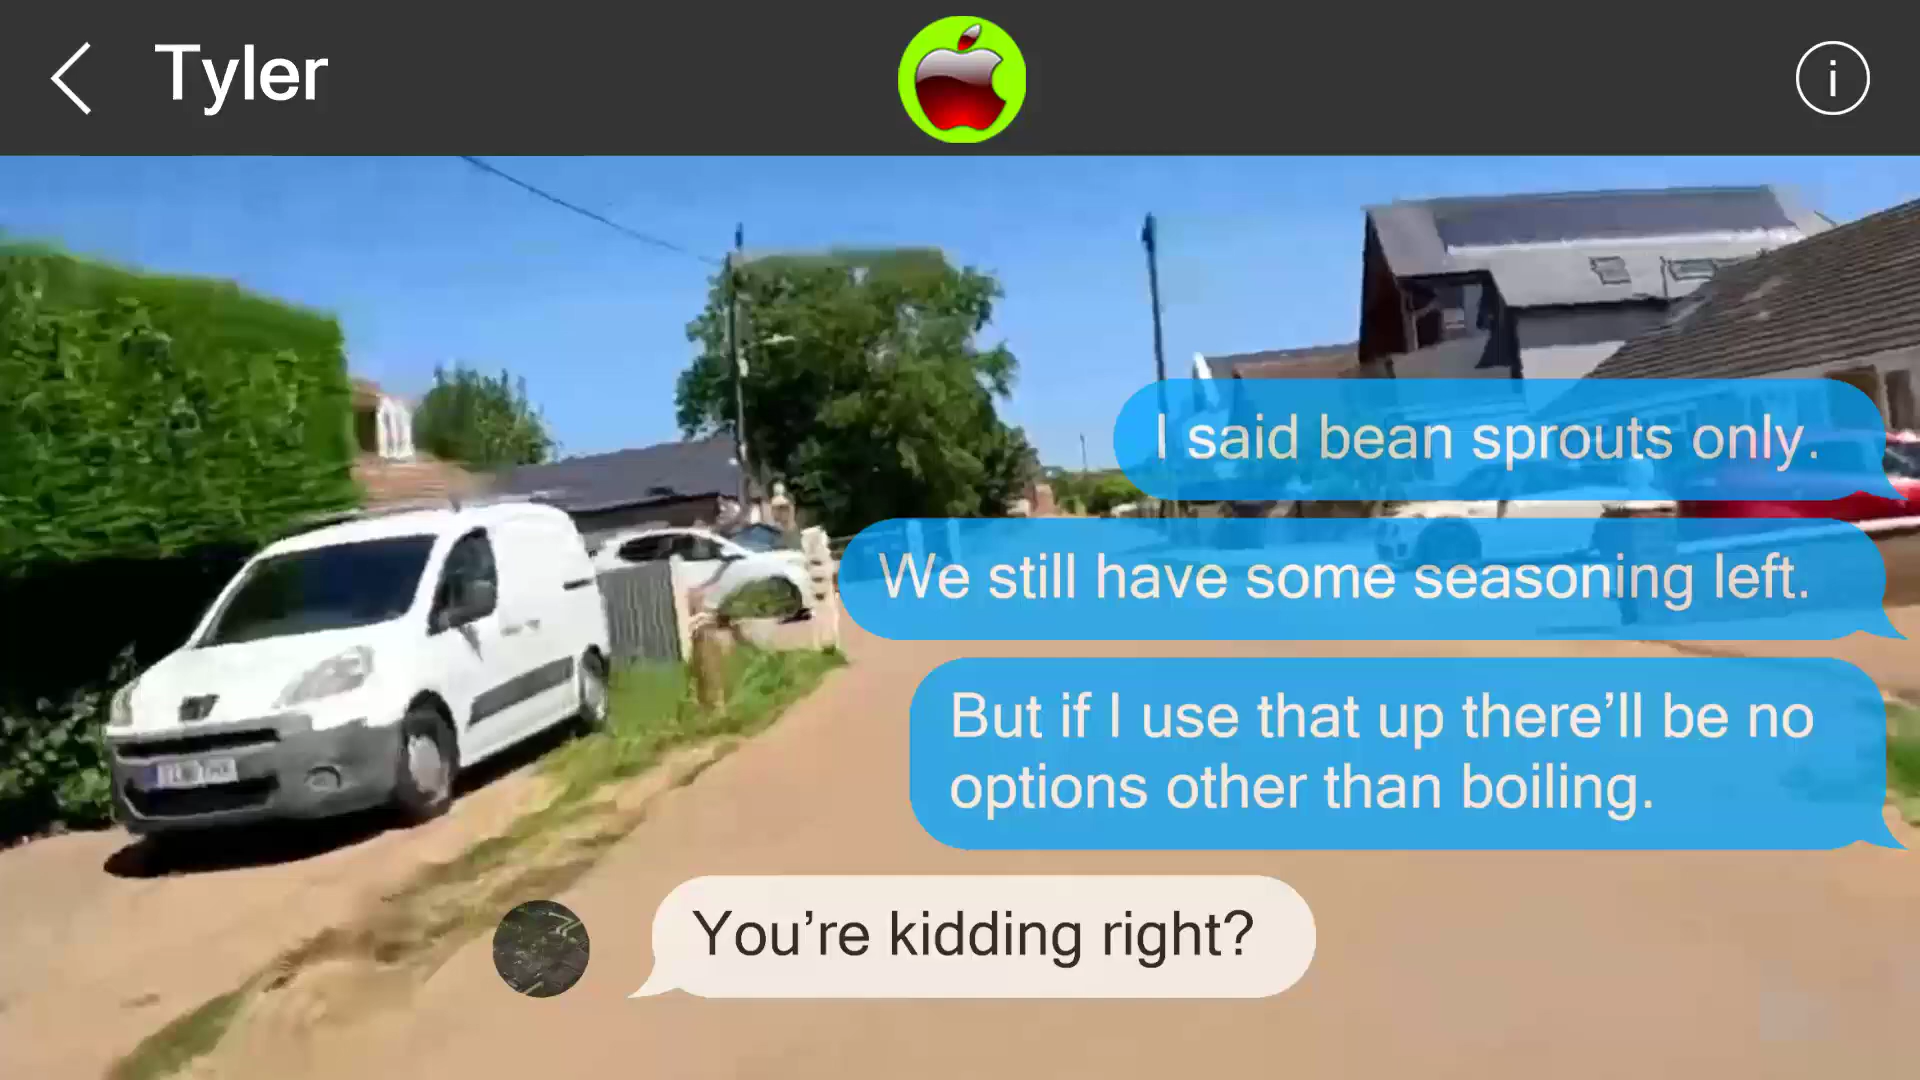 Tyler
I said bean sprouts only.
We still have some seasoning left.
But if I use that up there’ll be no
options other than boiling.
You’re kidding right?